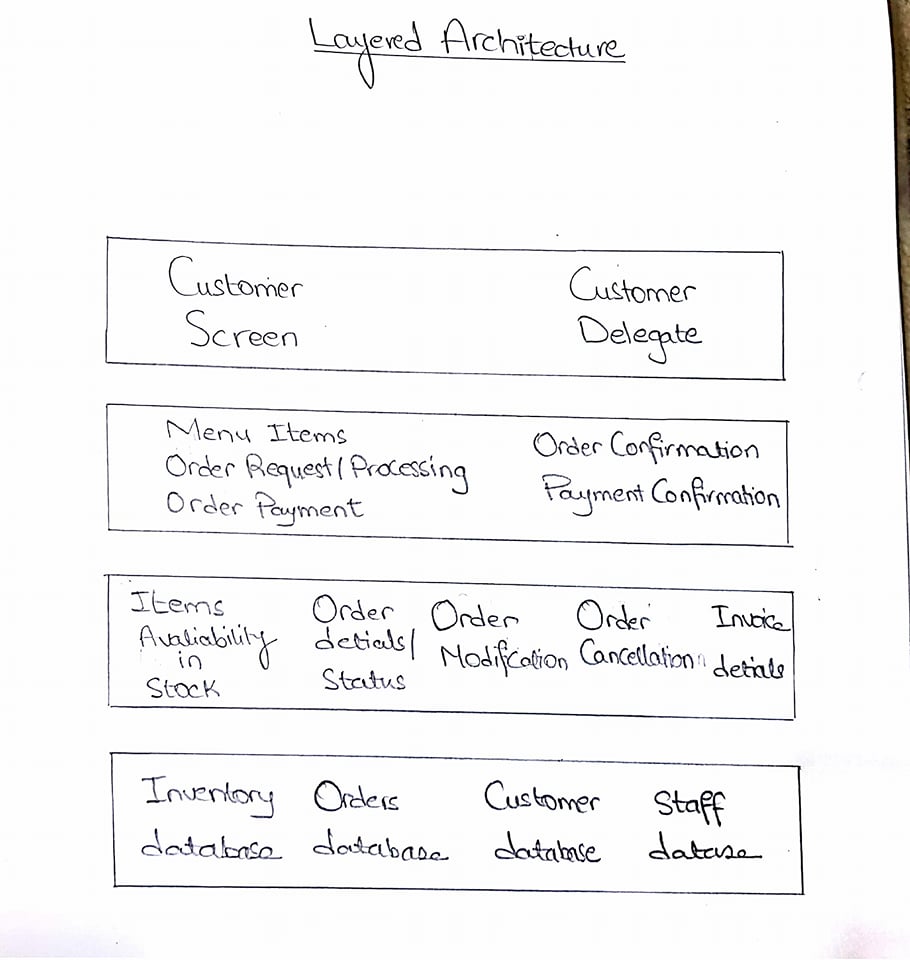 Layered Architecture
Customer
Screen
Customer
Delegate
Menu Items
Order Request/Processing
Order Payment
Order Confirmation
Payment Confirmation
Items
Avaliability
in
Stock
Order
detials/
Status
Order
Modification
Order
Cancellation
Invoice
detials
Inventory
database
Orders
database
Customer
database
Staff
datase